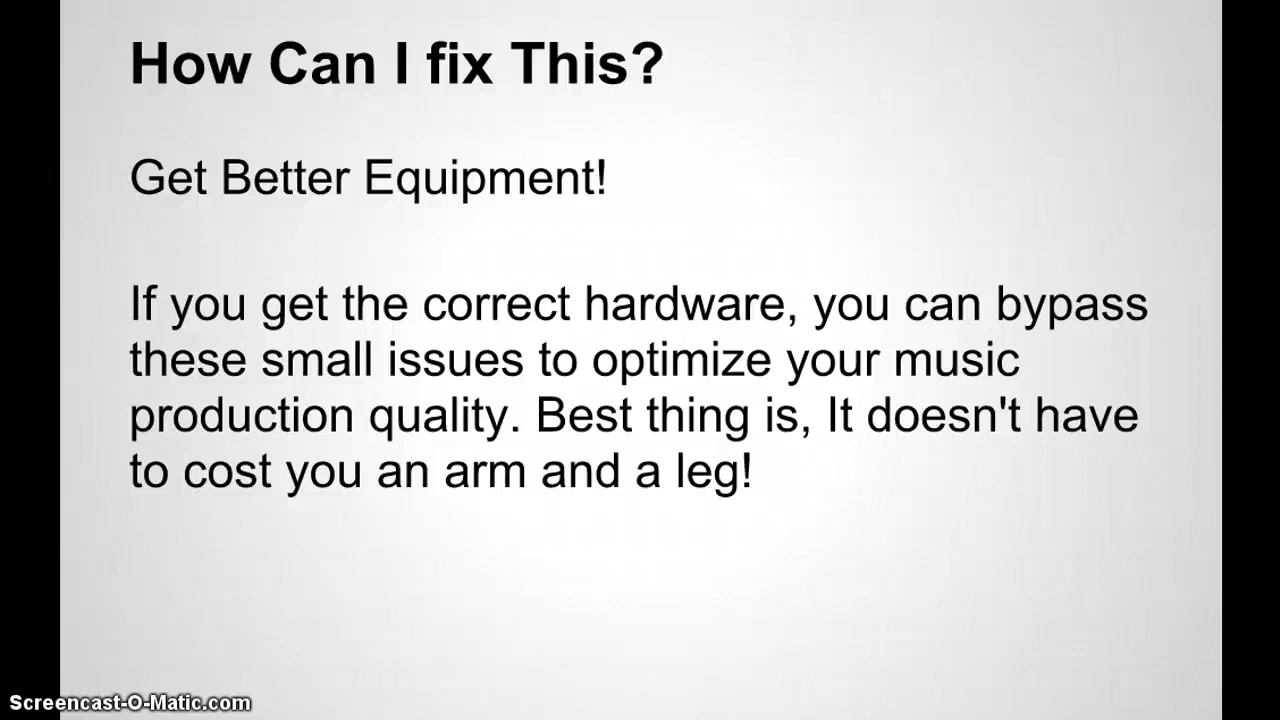 How Can I fix This?
Get Better Equipment!
If you get the correct hardware, you can bypass
these small issues to optimize your music
production quality. Best thing is, It doesn't have
to cost you an arm and a leg!
Screencast-O-Matic.com